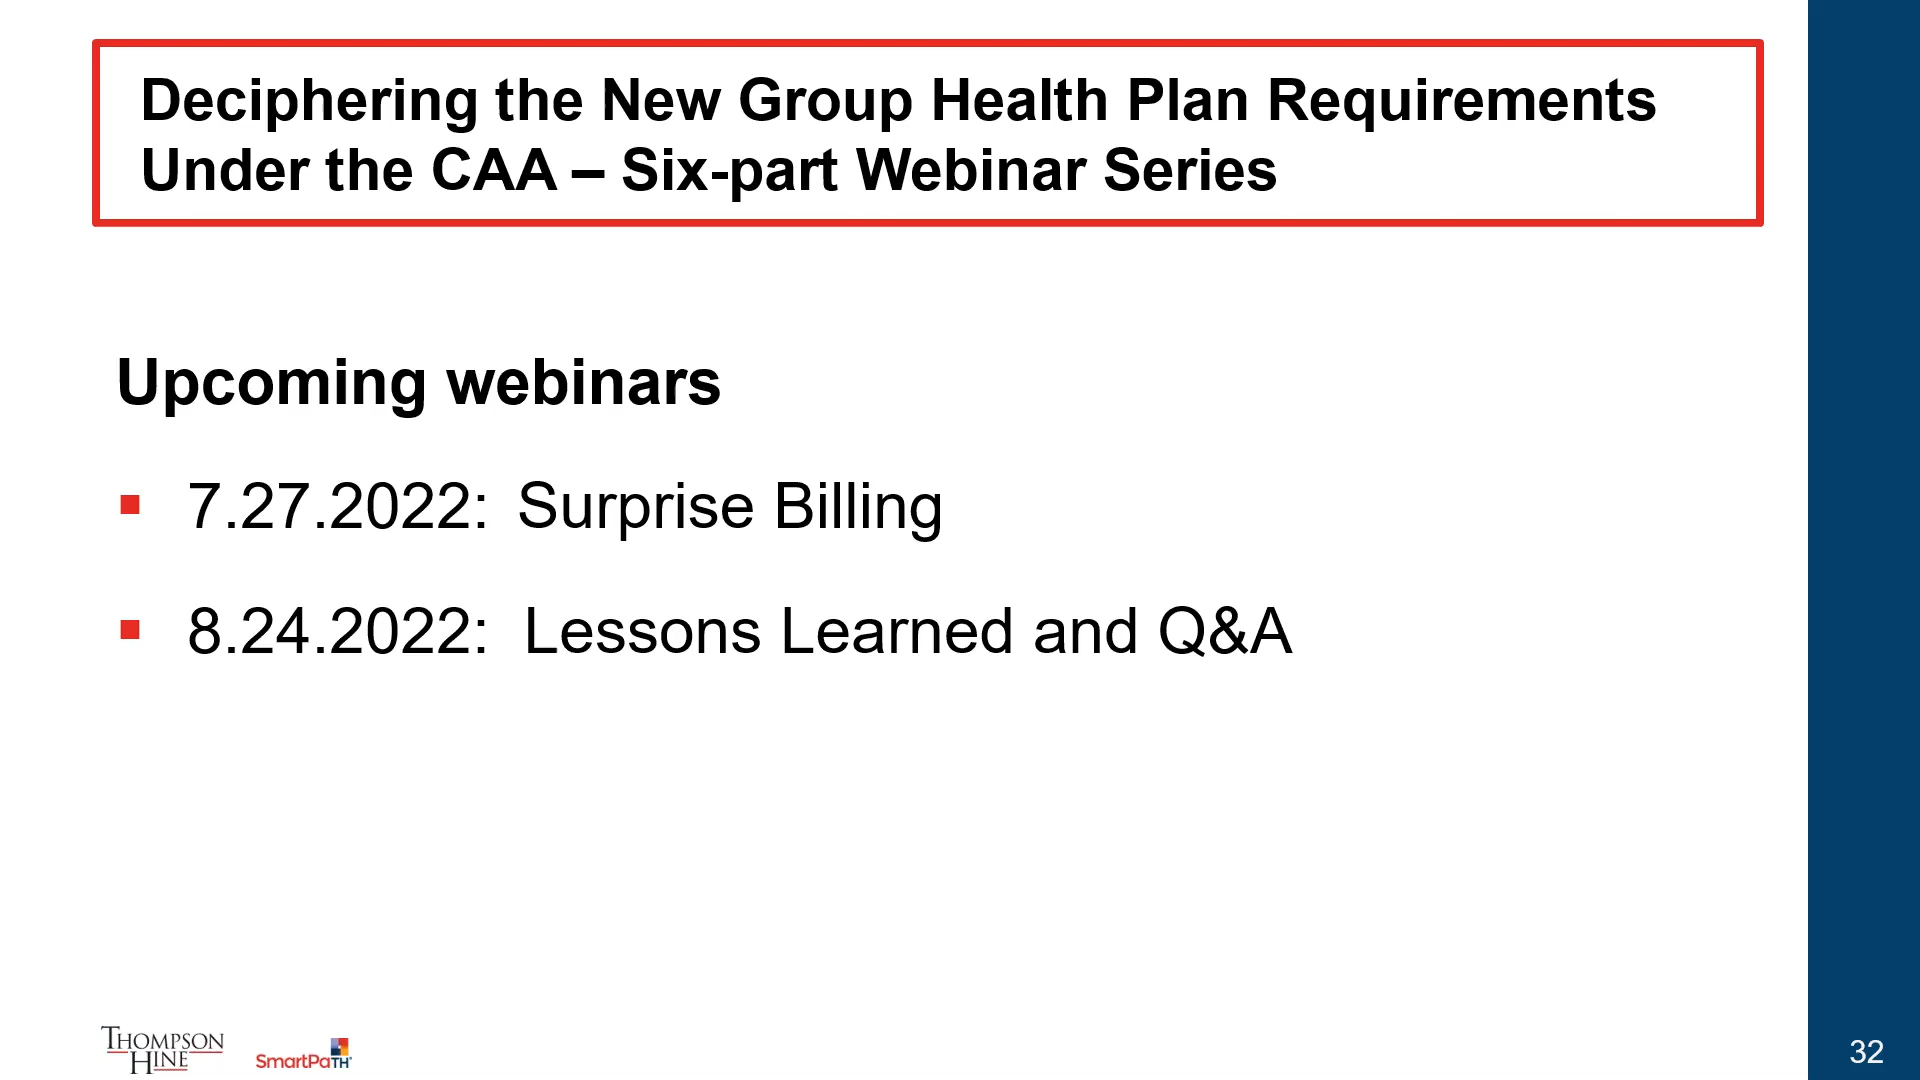 Deciphering the New Group Health Plan Requirements
Under the CAA – Six-part Webinar Series
Upcoming webinars
▪ 7.27.2022: Surprise Billing
▪ 8.24.2022: Lessons Learned and Q&A
THOMPSON
HINE
SmartPaTH
32